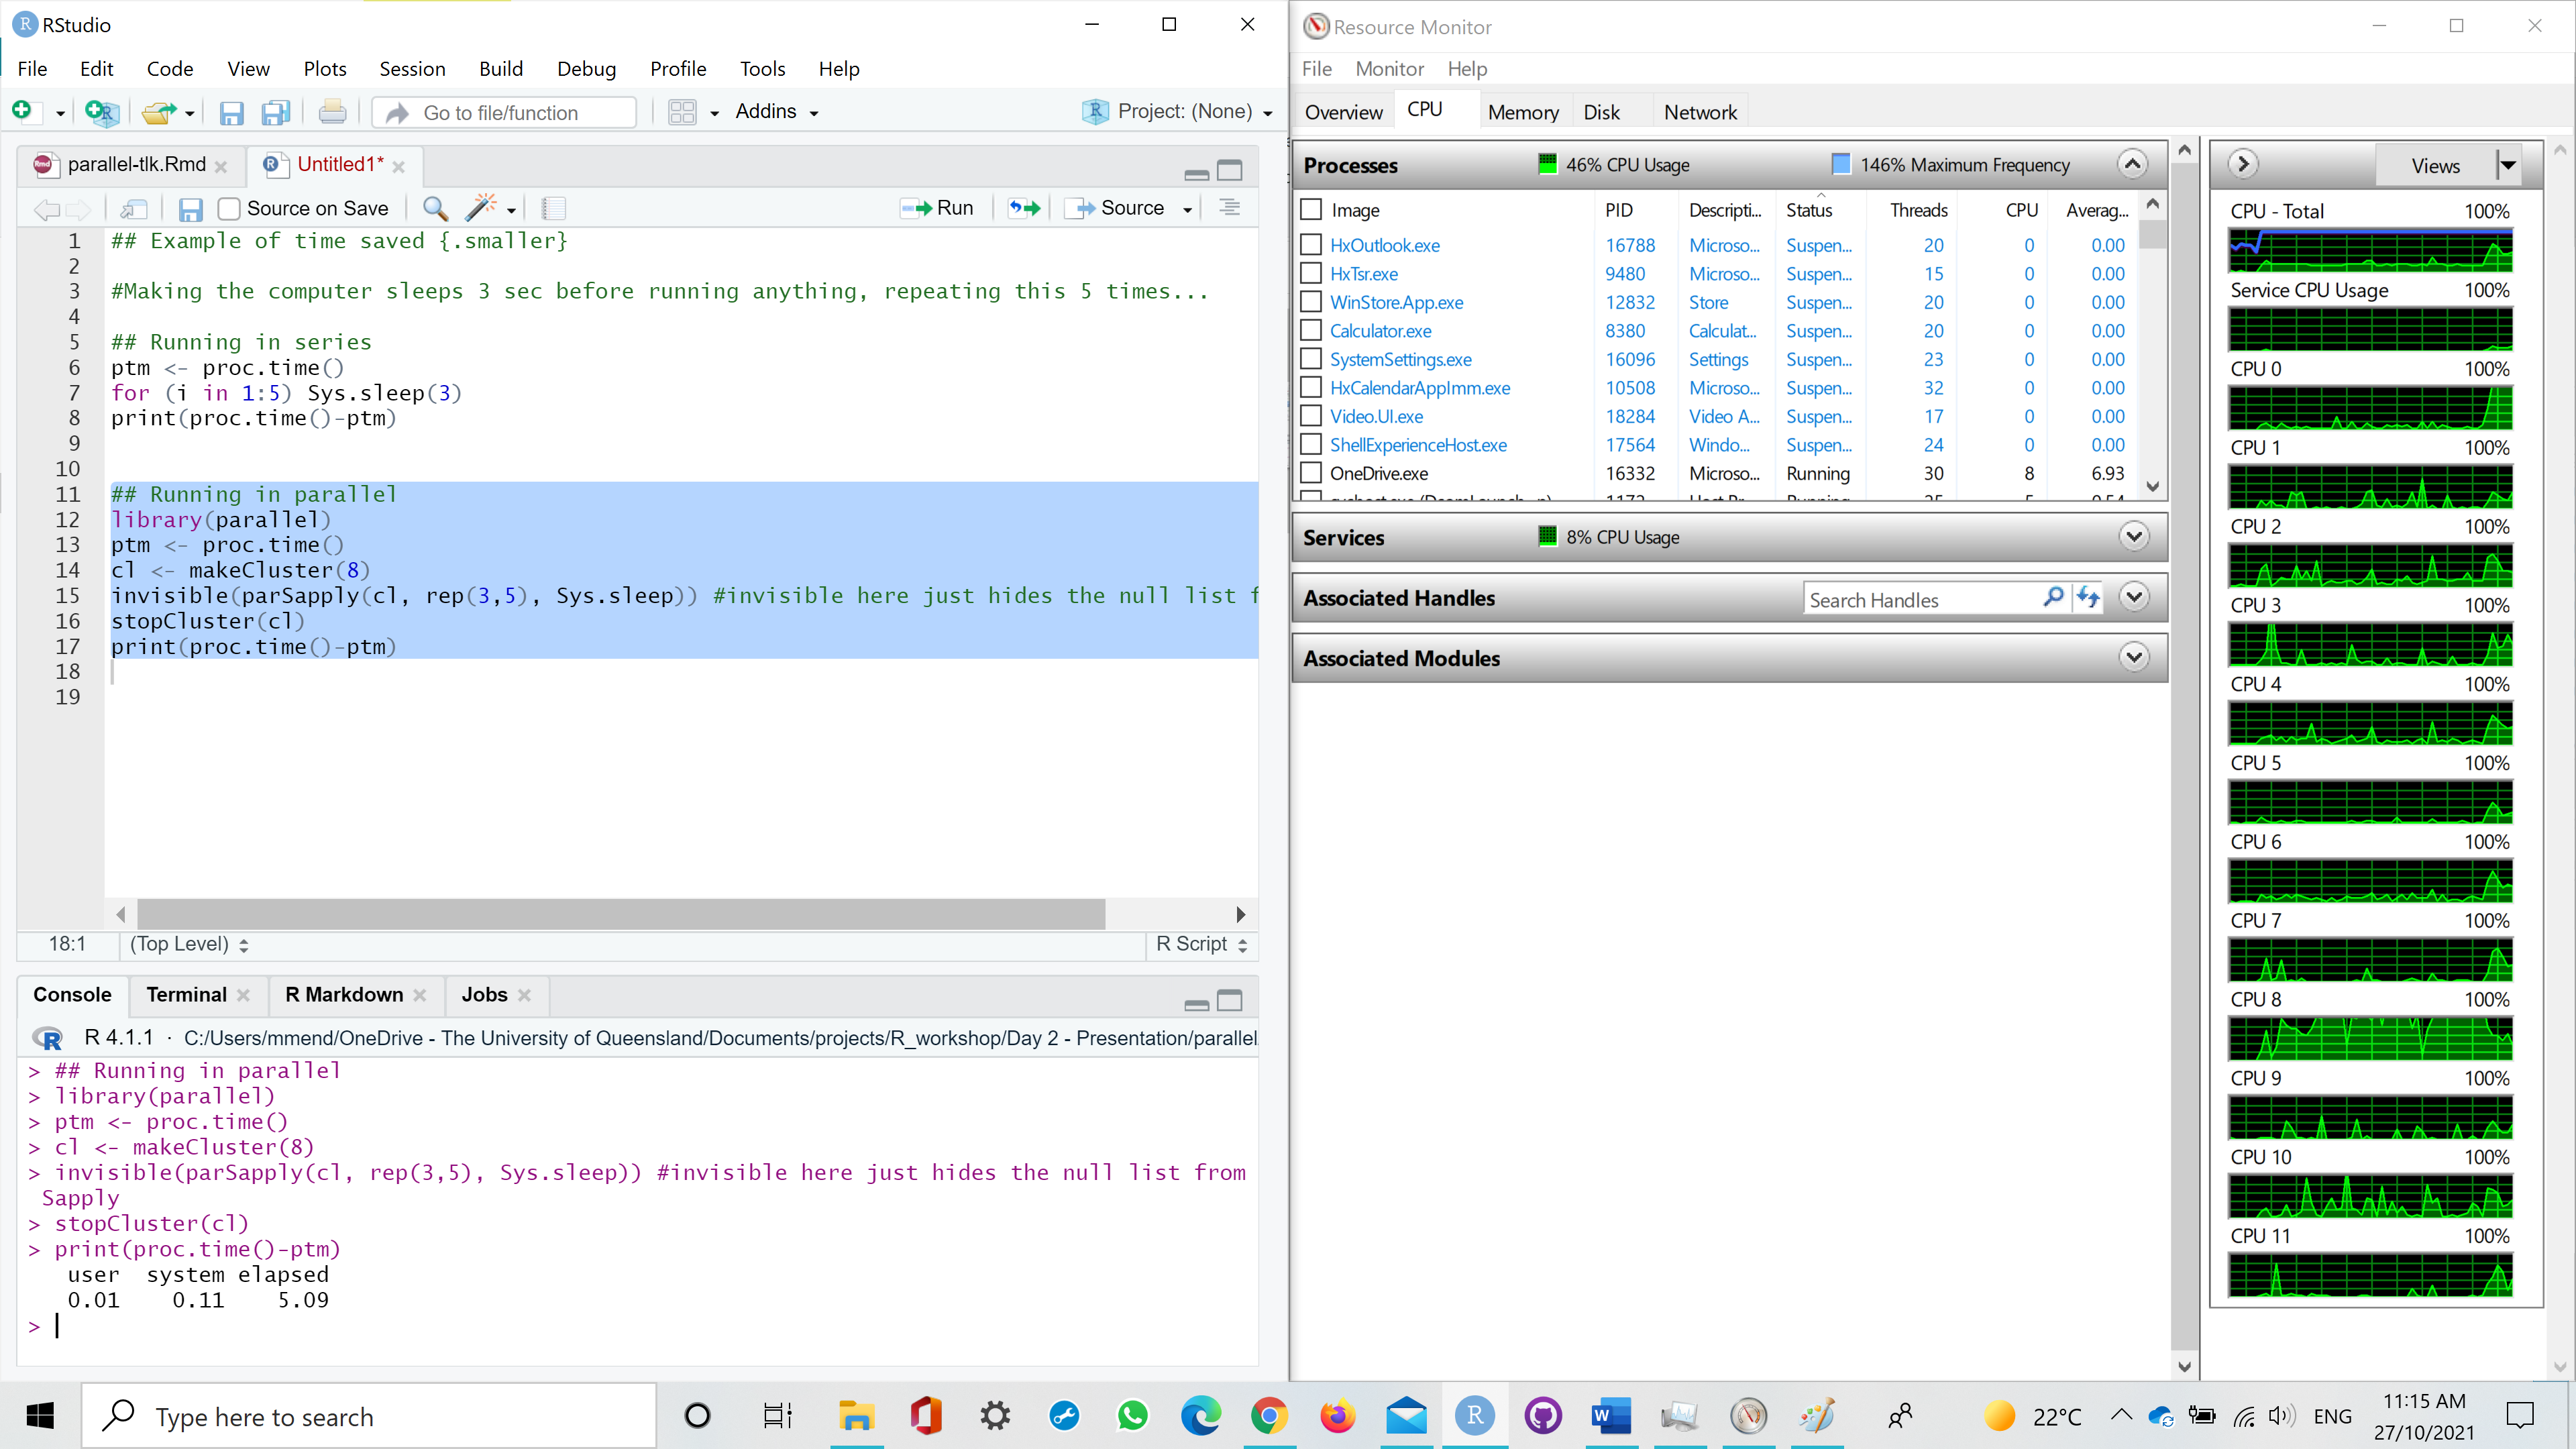 RStudio
File Edit Code View Plots Session Build Debug Profile Tools Help
Go to file/function Addins Project: (None)
parallel-tlk.Rmd Untitled1*
Source on Save Run Source
1 ## Example of time saved {.smaller}
2
3 #Making the computer sleeps 3 sec before running anything, repeating this 5 times...
4
5 ## Running in series
6 ptm <- proc.time()
7 for (i in 1:5) Sys.sleep(3)
8 print(proc.time()-ptm)
9
10
11 ## Running in parallel
12 library(parallel)
13 ptm <- proc.time()
14 cl <- makeCluster(8)
15 invisible(parSapply(cl, rep(3,5), Sys.sleep)) #invisible here just hides the null list f
16 stopCluster(cl)
17 print(proc.time()-ptm)
18
19
18:1 (Top Level) R Script
Console Terminal R Markdown Jobs
R 4.1.1 · C:/Users/mmend/OneDrive - The University of Queensland/Documents/projects/R_workshop/Day 2 - Presentation/parallel
> ## Running in parallel
> library(parallel)
> ptm <- proc.time()
> cl <- makeCluster(8)
> invisible(parSapply(cl, rep(3,5), Sys.sleep)) #invisible here just hides the null list from
Sapply
> stopCluster(cl)
> print(proc.time()-ptm)
user system elapsed
0.01 0.11 5.09
>
Resource Monitor
File Monitor Help
Overview CPU Memory Disk Network
Processes 46% CPU Usage 146% Maximum Frequency
Image PID Descripti... Status Threads CPU Averag...
HxOutlook.exe 16788 Microso... Suspen... 20 0 0.00
HxTsr.exe 9480 Microso... Suspen... 15 0 0.00
WinStore.App.exe 12832 Store Suspen... 20 0 0.00
Calculator.exe 8380 Calculat... Suspen... 20 0 0.00
SystemSettings.exe 16096 Settings Suspen... 23 0 0.00
HxCalendarAppImm.exe 10508 Microso... Suspen... 32 0 0.00
Video.UI.exe 18284 Video A... Suspen... 17 0 0.00
ShellExperienceHost.exe 17564 Windo... Suspen... 24 0 0.00
OneDrive.exe 16332 Microso... Running 30 8 6.93
Services 8% CPU Usage
Associated Handles Search Handles
Associated Modules
Views
CPU - Total 100%
Service CPU Usage 100%
CPU 0 100%
CPU 1 100%
CPU 2 100%
CPU 3 100%
CPU 4 100%
CPU 5 100%
CPU 6 100%
CPU 7 100%
CPU 8 100%
CPU 9 100%
CPU 10 100%
CPU 11 100%
Type here to search
22°C ENG 11:15 AM
27/10/2021